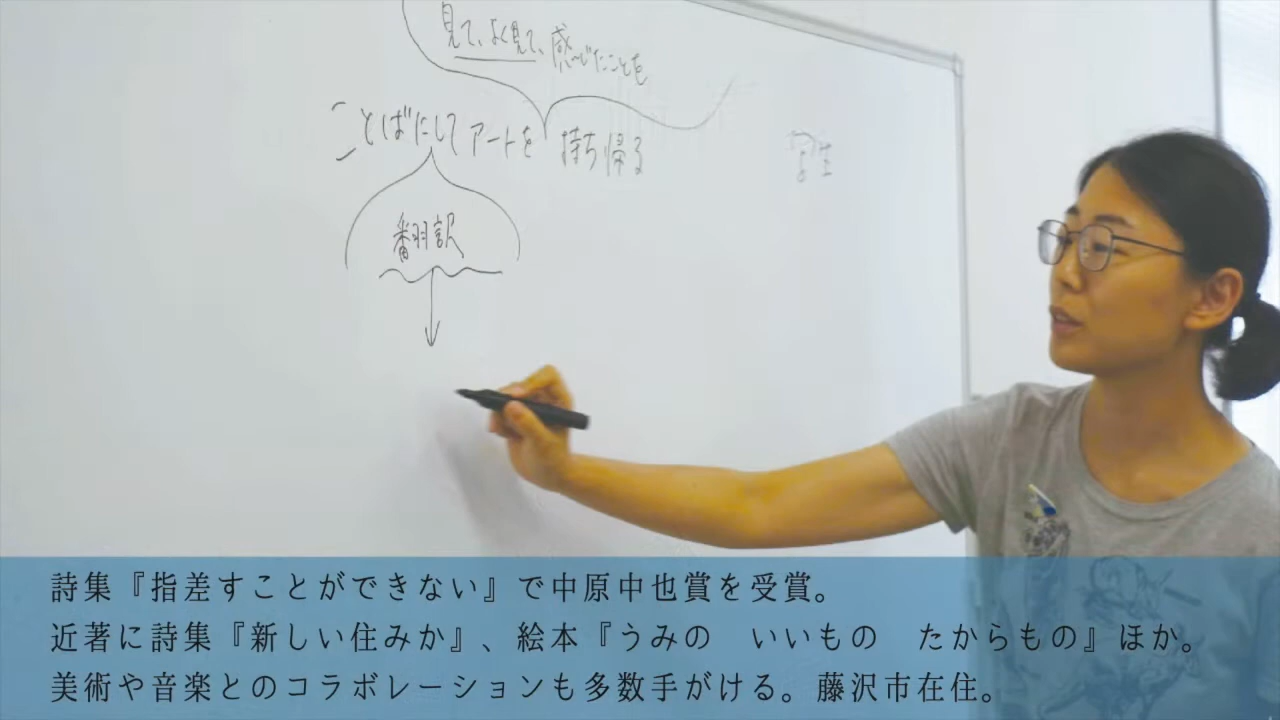 見て、よく見て、感じたことを
ことばにしてアートを持ち帰る
翻訳
詩集『指差すことができない』で中原中也賞を受賞。
近著に詩集『新しい住みか』、絵本『うみの　いいもの　たからもの』ほか。
美術や音楽とのコラボレーションも多数手がける。藤沢市在住。